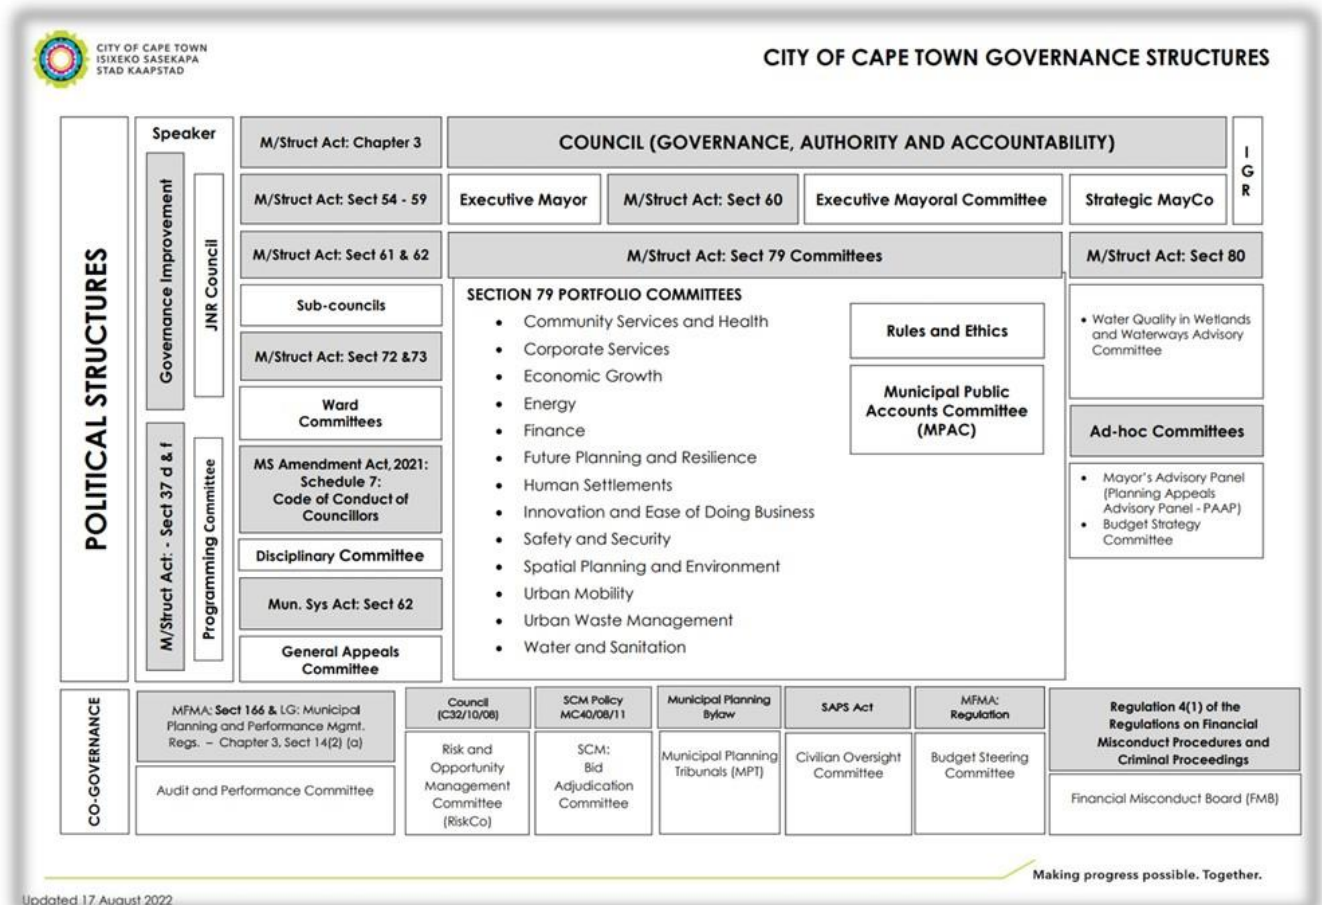 CITY OF CAPE TOWN
ISIXEKO SASEKAPA
STAD KAAPSTAD
CITY OF CAPE TOWN GOVERNANCE STRUCTURES
POLITICAL STRUCTURES
Speaker
Governance Improvement
JNR Council
M/Struct Act: - Sect 37 d & f
Programming Committee
M/Struct Act: Chapter 3
COUNCIL (GOVERNANCE, AUTHORITY AND ACCOUNTABILITY)
I
G
R
M/Struct Act: Sect 54 - 59
Executive Mayor
M/Struct Act: Sect 60
Executive Mayoral Committee
Strategic MayCo
M/Struct Act: Sect 61 & 62
M/Struct Act: Sect 79 Committees
M/Struct Act: Sect 80
Sub-councils
M/Struct Act: Sect 72 &73
Ward
Committees
MS Amendment Act, 2021:
Schedule 7:
Code of Conduct of
Councillors
Disciplinary Committee
Mun. Sys Act: Sect 62
General Appeals
Committee
SECTION 79 PORTFOLIO COMMITTEES
• Community Services and Health
• Corporate Services
• Economic Growth
• Energy
• Finance
• Future Planning and Resilience
• Human Settlements
• Innovation and Ease of Doing Business
• Safety and Security
• Spatial Planning and Environment
• Urban Mobility
• Urban Waste Management
• Water and Sanitation
Rules and Ethics
Municipal Public
Accounts Committee
(MPAC)
• Water Quality in Wetlands
and Waterways Advisory
Committee
Ad-hoc Committees
• Mayor's Advisory Panel
(Planning Appeals
Advisory Panel - PAAP)
• Budget Strategy
Committee
CO-GOVERNANCE
MFMA: Sect 166 & LG: Municipal
Planning and Performance Mgmt.
Regs. – Chapter 3, Sect 14(2) (a)
Audit and Performance Committee
Council
(C32/10/08)
Risk and
Opportunity
Management
Committee
(RiskCo)
SCM Policy
MC40/08/11
SCM:
Bid
Adjudication
Committee
Municipal Planning
Bylaw
Municipal Planning
Tribunals (MPT)
SAPS Act
Civilian Oversight
Committee
MFMA:
Regulation
Budget Steering
Committee
Regulation 4(1) of the
Regulations on Financial
Misconduct Procedures and
Criminal Proceedings
Financial Misconduct Board (FMB)
Making progress possible. Together.
Updated 17 August 2022